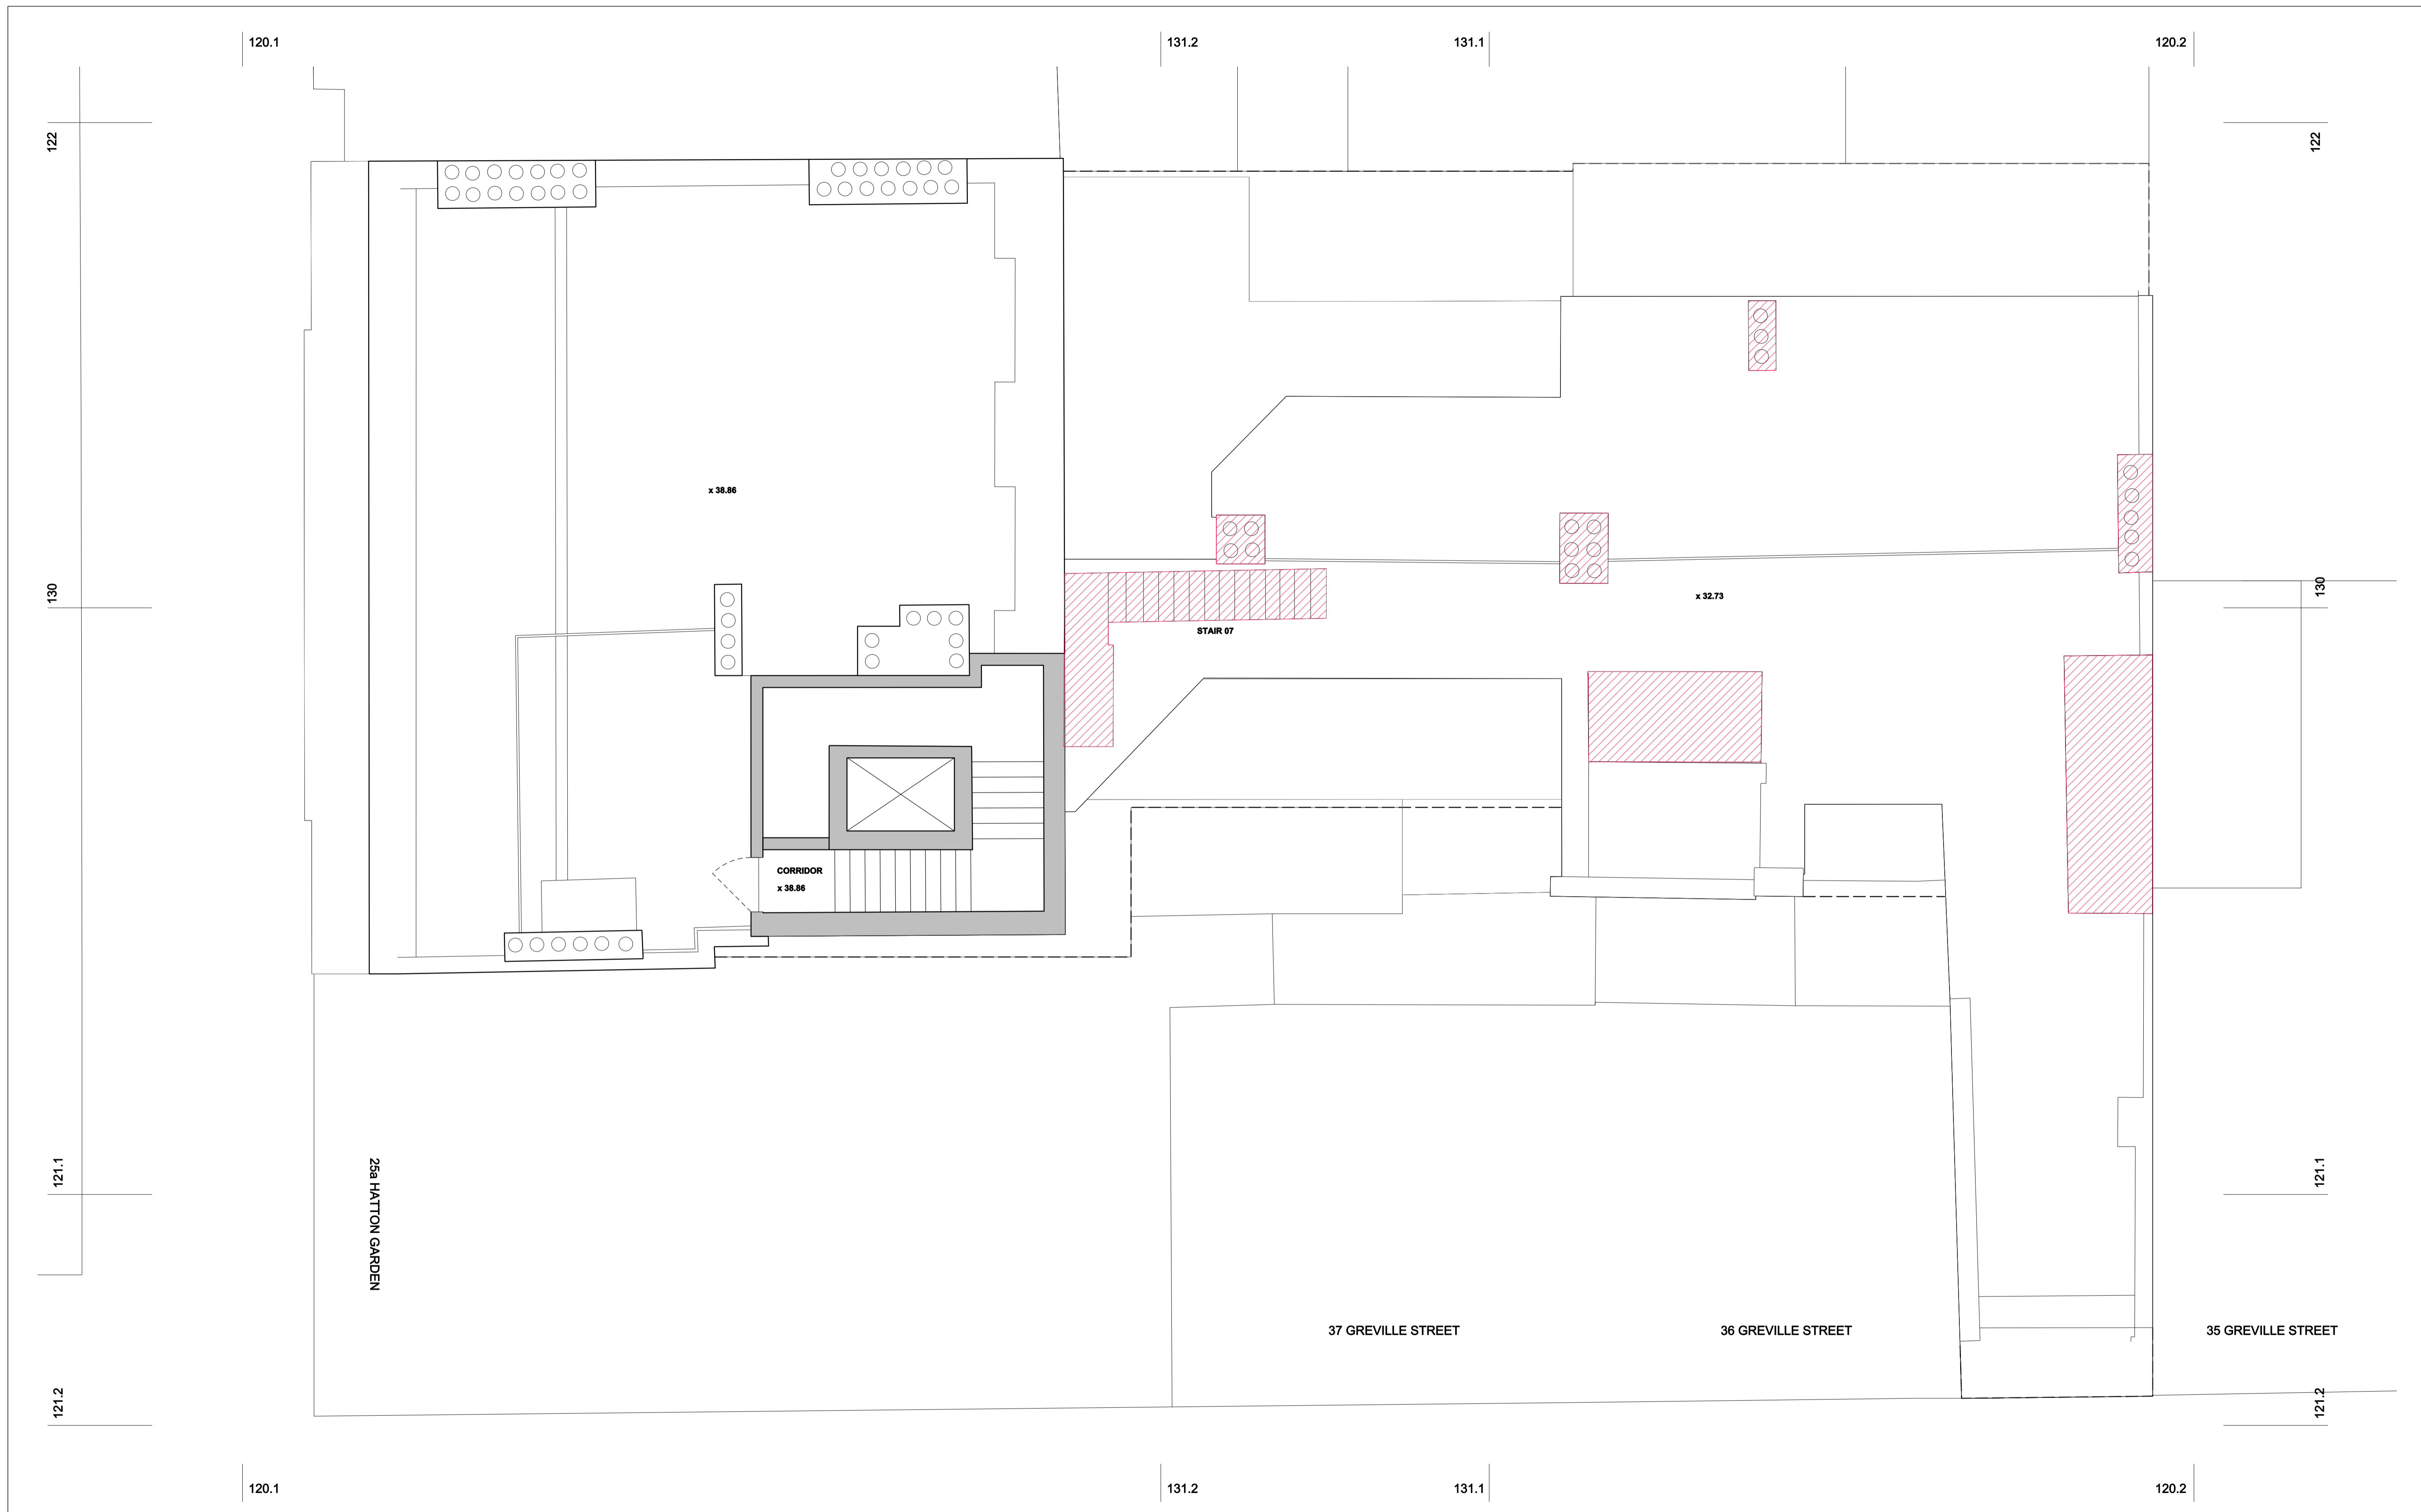 120.1
131.2
131.1
120.2
122
122
x 38.86
130
130
x 32.73
STAIR 07
CORRIDOR
x 38.86
25a HATTON GARDEN
121.1
121.1
37 GREVILLE STREET
36 GREVILLE STREET
35 GREVILLE STREET
121.2
121.2
120.1
131.2
131.1
120.2